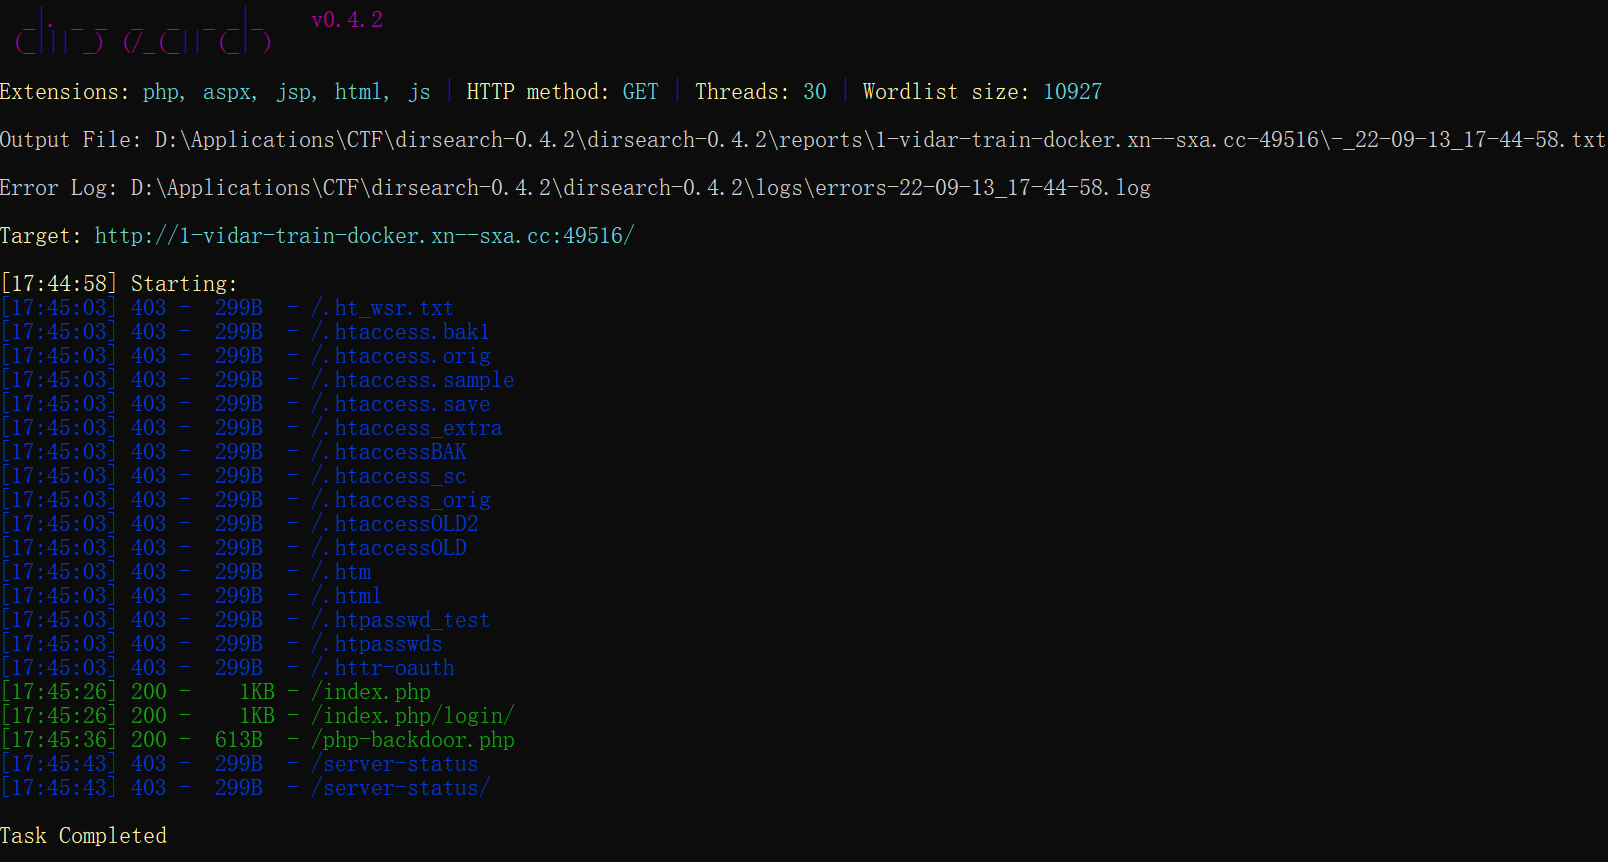 dirsearch v0.4.2
Extensions: php, aspx, jsp, html, js | HTTP method: GET | Threads: 30 | Wordlist size: 10927
Output File: D:\Applications\CTF\dirsearch-0.4.2\dirsearch-0.4.2\reports\1-vidar-train-docker.xn--sxa.cc-49516\-_22-09-13_17-44-58.txt
Error Log: D:\Applications\CTF\dirsearch-0.4.2\dirsearch-0.4.2\logs\errors-22-09-13_17-44-58.log
Target: http://1-vidar-train-docker.xn--sxa.cc:49516/
[17:44:58] Starting:
[17:45:03] 403 -  299B  - /.ht_wsr.txt
[17:45:03] 403 -  299B  - /.htaccess.bak1
[17:45:03] 403 -  299B  - /.htaccess.orig
[17:45:03] 403 -  299B  - /.htaccess.sample
[17:45:03] 403 -  299B  - /.htaccess.save
[17:45:03] 403 -  299B  - /.htaccess_extra
[17:45:03] 403 -  299B  - /.htaccessBAK
[17:45:03] 403 -  299B  - /.htaccess_sc
[17:45:03] 403 -  299B  - /.htaccess_orig
[17:45:03] 403 -  299B  - /.htaccessOLD2
[17:45:03] 403 -  299B  - /.htaccessOLD
[17:45:03] 403 -  299B  - /.htm
[17:45:03] 403 -  299B  - /.html
[17:45:03] 403 -  299B  - /.htpasswd_test
[17:45:03] 403 -  299B  - /.htpasswds
[17:45:03] 403 -  299B  - /.httr-oauth
[17:45:26] 200 -    1KB - /index.php
[17:45:26] 200 -    1KB - /index.php/login/
[17:45:36] 200 -  613B  - /php-backdoor.php
[17:45:43] 403 -  299B  - /server-status
[17:45:43] 403 -  299B  - /server-status/
Task Completed